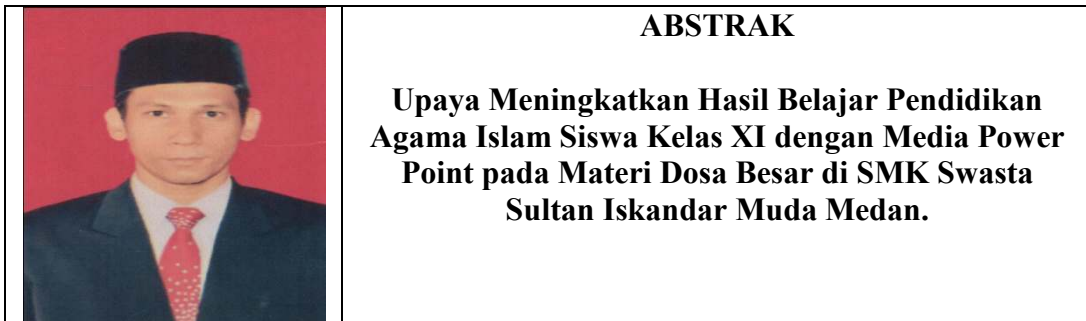 ABSTRAK
Upaya Meningkatkan Hasil Belajar Pendidikan
Agama Islam Siswa Kelas XI dengan Media Power
Point pada Materi Dosa Besar di SMK Swasta
Sultan Iskandar Muda Medan.